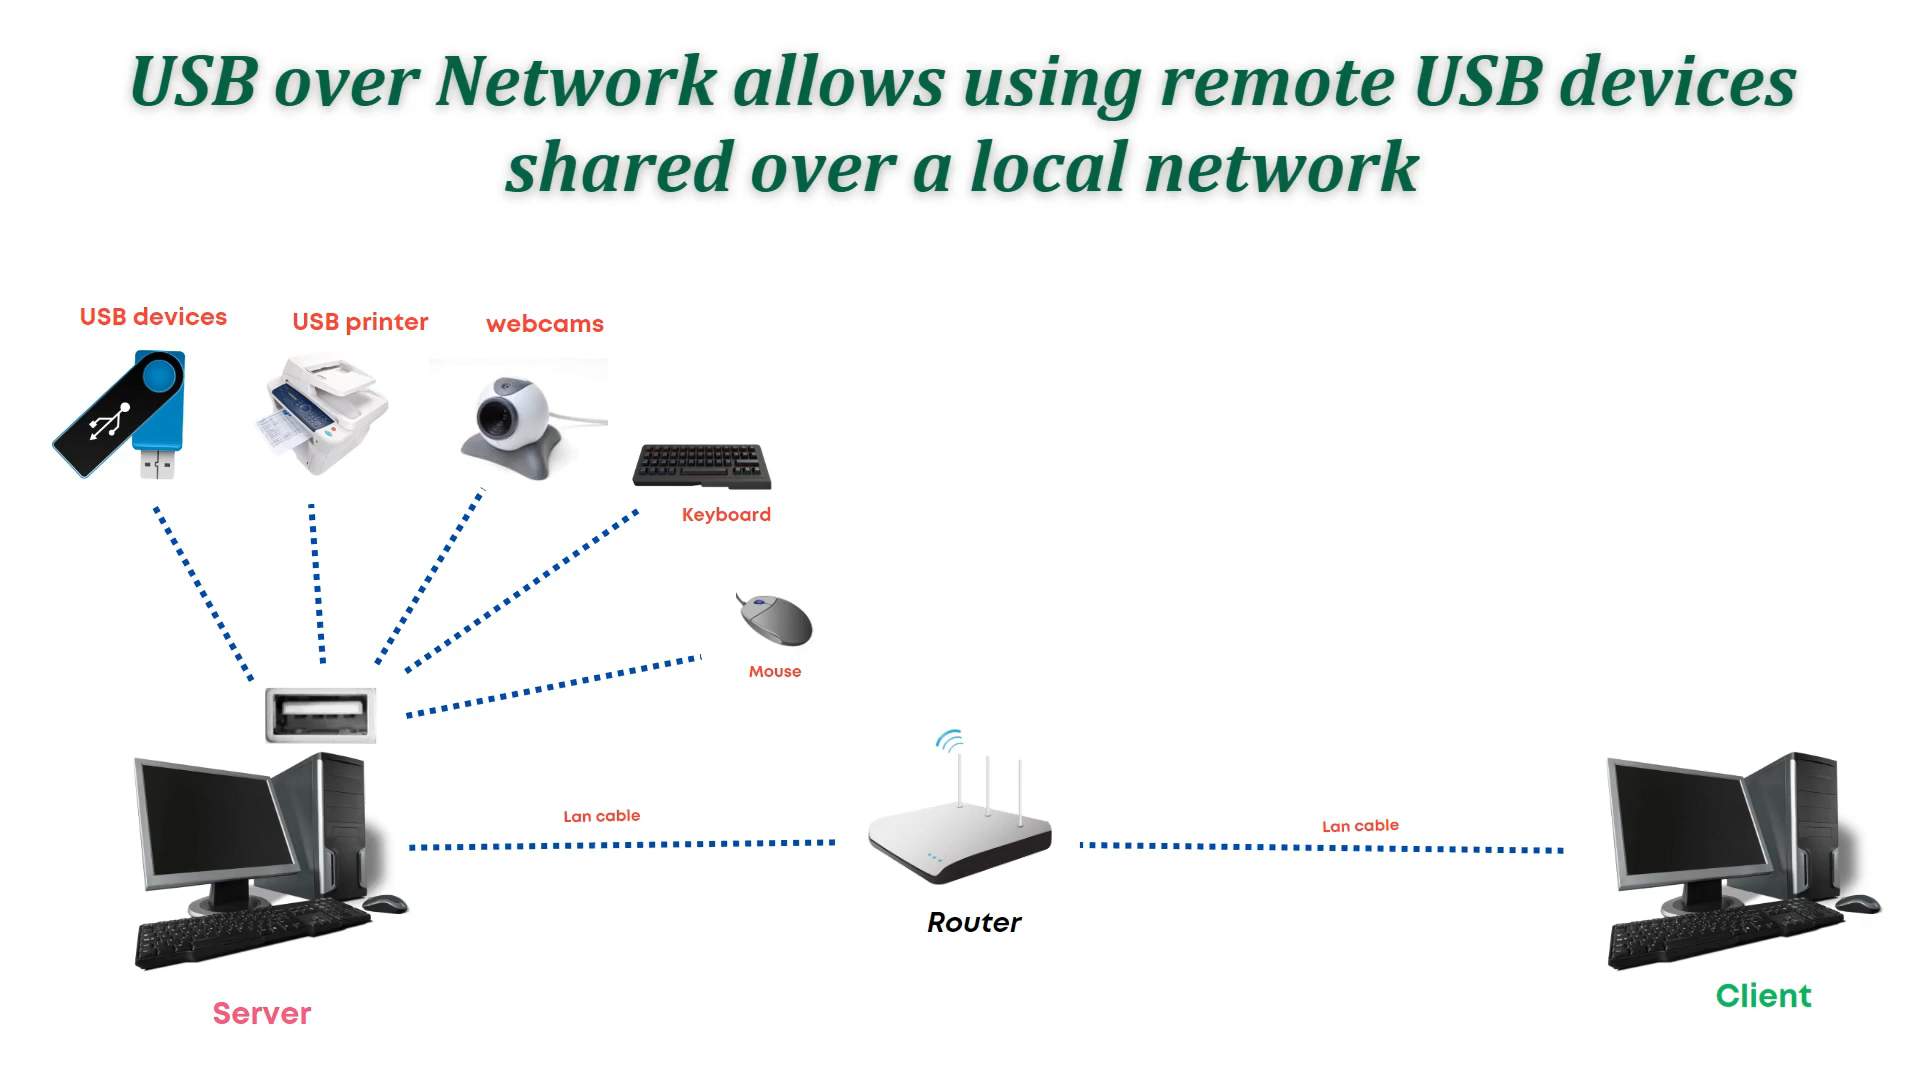 USB over Network allows using remote USB devices
shared over a local network
USB devices
USB printer
webcams
Keyboard
Mouse
Lan cable
Lan cable
Router
Server
Client